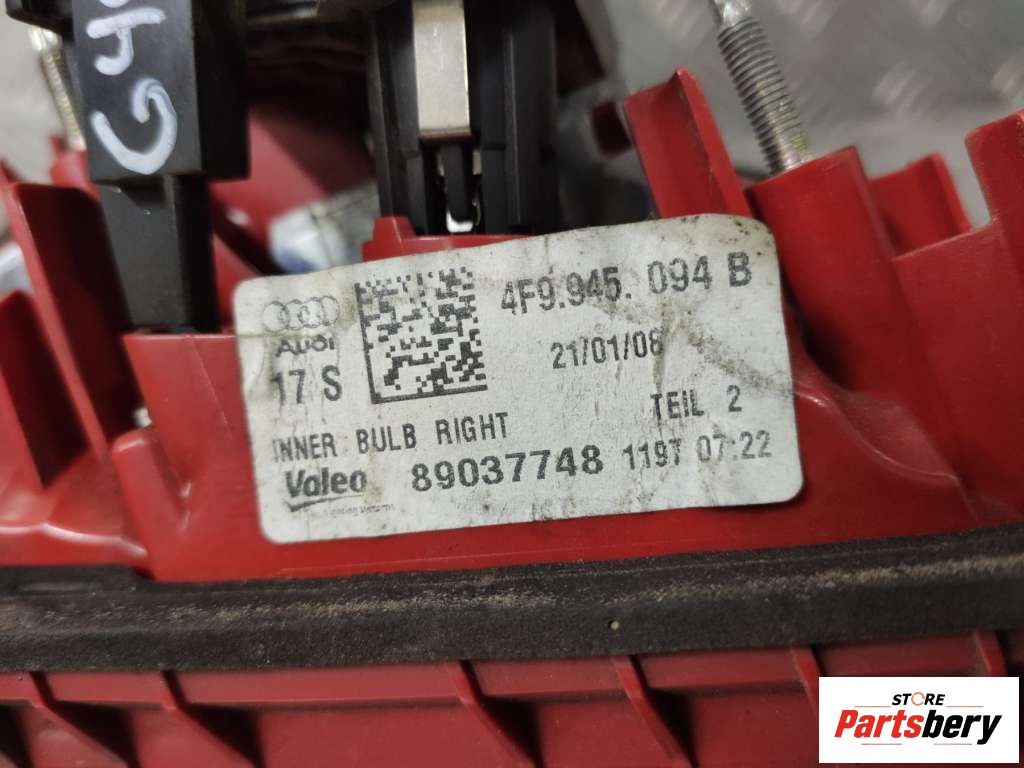 4F9.945. 094 B
Audi
21/01/08
17 S
TEIL 2
INNER BULB RIGHT
Valeo 89037748 1197 07:22
STORE
Partsbery